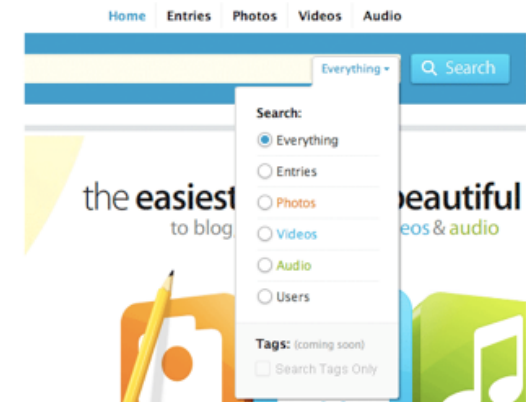 Home Entries Photos Videos Audio
Everything
Search
Search:
Everything
Entries
Photos
Videos
Audio
Users
Tags: (coming soon)
Search Tags Only
the easiest eautiful
to blog eos & audio